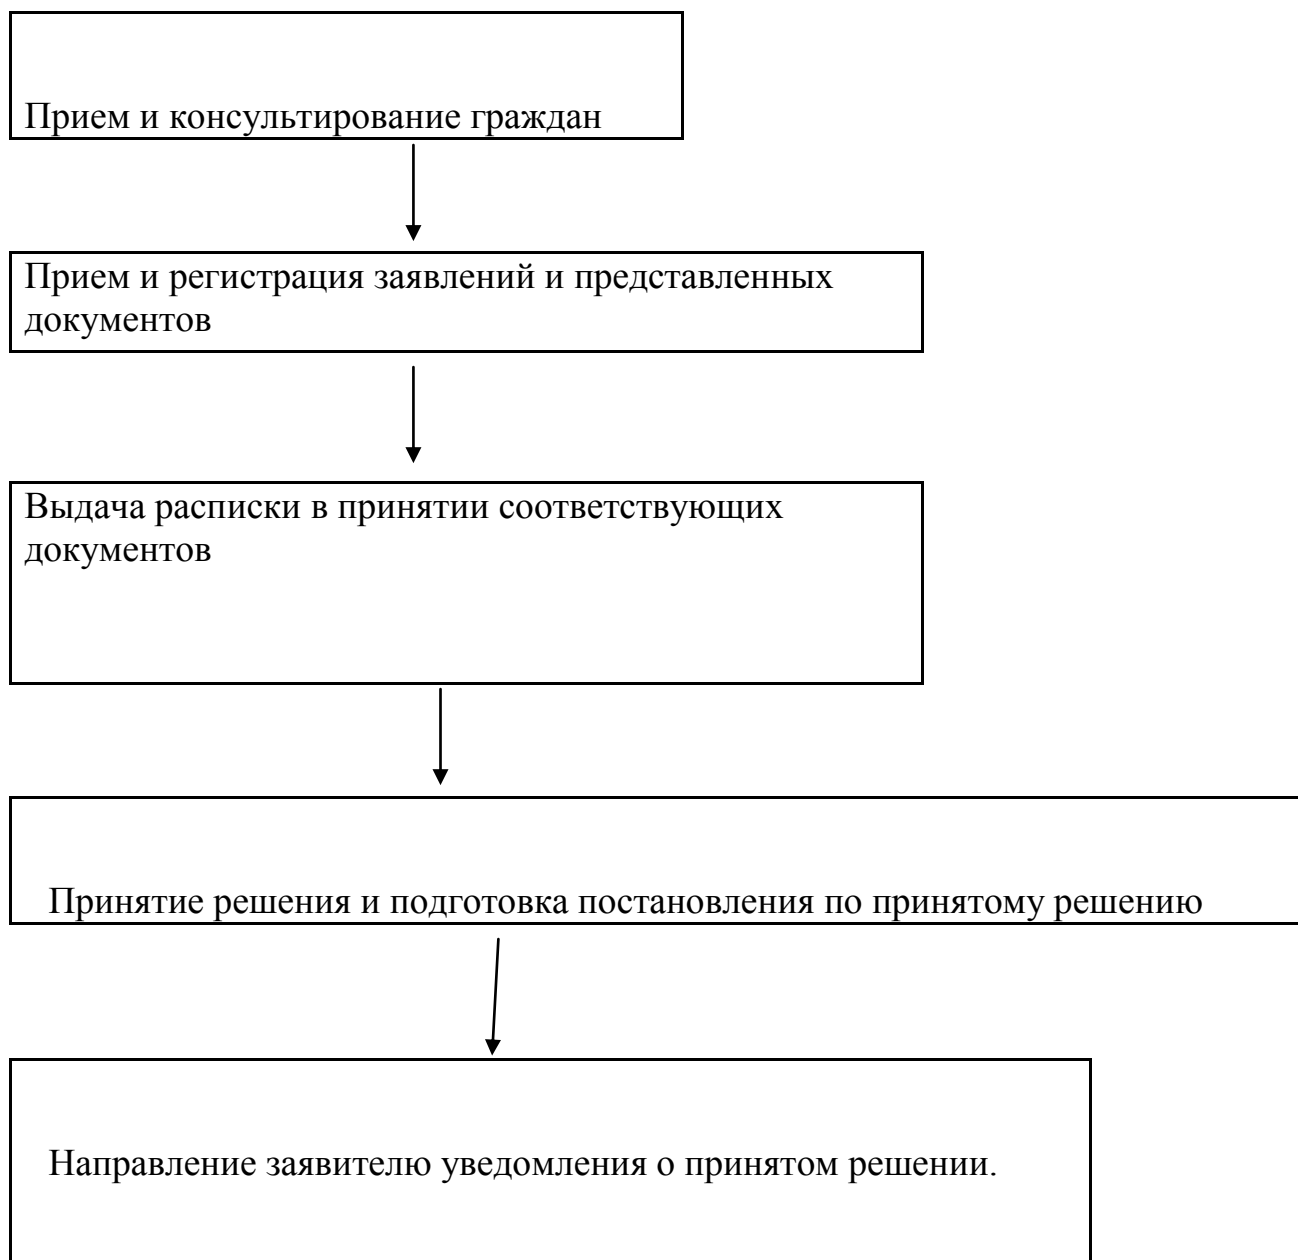 Прием и консультирование граждан
Прием и регистрация заявлений и представленных
документов
Выдача расписки в принятии соответствующих
документов
Принятие решения и подготовка постановления по принятому решению
Направление заявителю уведомления о принятом решении.